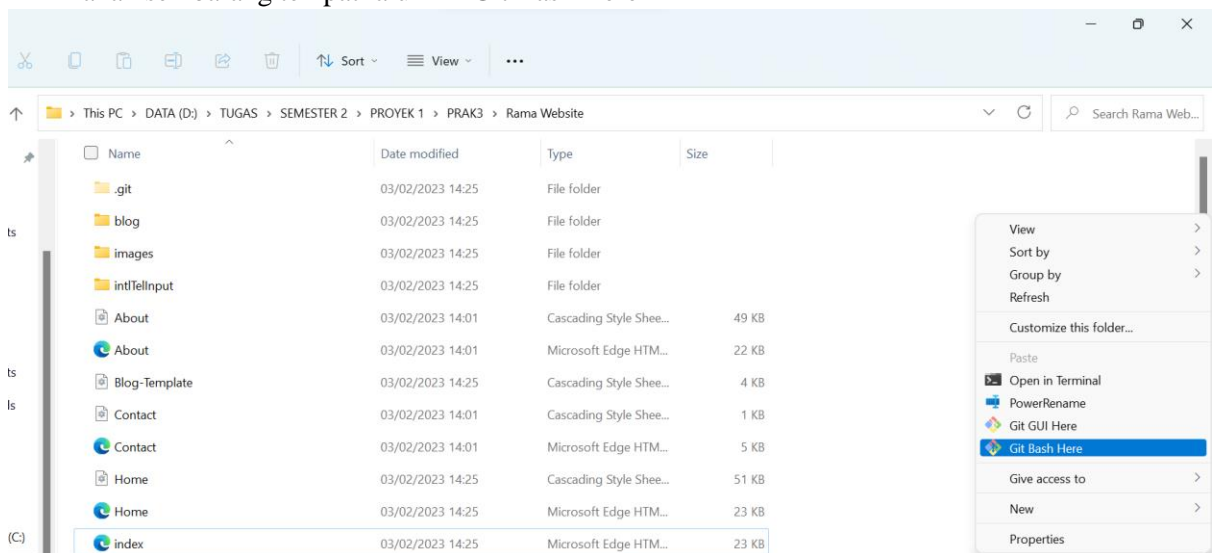 Sort
View
This PC > DATA (D:) > TUGAS > SEMESTER 2 > PROYEK 1 > PRAK3 > Rama Website
Search Rama Web...
Name Date modified Type Size
.git 03/02/2023 14:25 File folder
blog 03/02/2023 14:25 File folder
ts
images 03/02/2023 14:25 File folder
intlTelInput 03/02/2023 14:25 File folder
About 03/02/2023 14:01 Cascading Style Shee... 49 KB
About 03/02/2023 14:01 Microsoft Edge HTM... 22 KB
ts
Blog-Template 03/02/2023 14:25 Cascading Style Shee... 4 KB
ls
Contact 03/02/2023 14:01 Cascading Style Shee... 1 KB
Contact 03/02/2023 14:01 Microsoft Edge HTM... 5 KB
Home 03/02/2023 14:25 Cascading Style Shee... 51 KB
Home 03/02/2023 14:25 Microsoft Edge HTM... 23 KB
(C:)
index 03/02/2023 14:25 Microsoft Edge HTM... 23 KB
View
Sort by
Group by
Refresh
Customize this folder...
Paste
Open in Terminal
PowerRename
Git GUI Here
Git Bash Here
Give access to
New
Properties